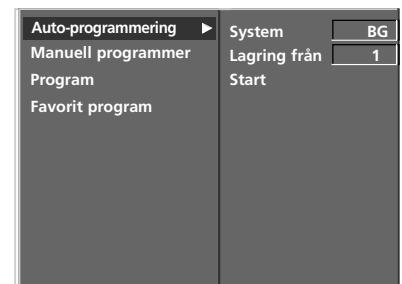 Auto-programmering ▶
Manuell programmer
Program
Favorit program
System BG
Lagring från 1
Start